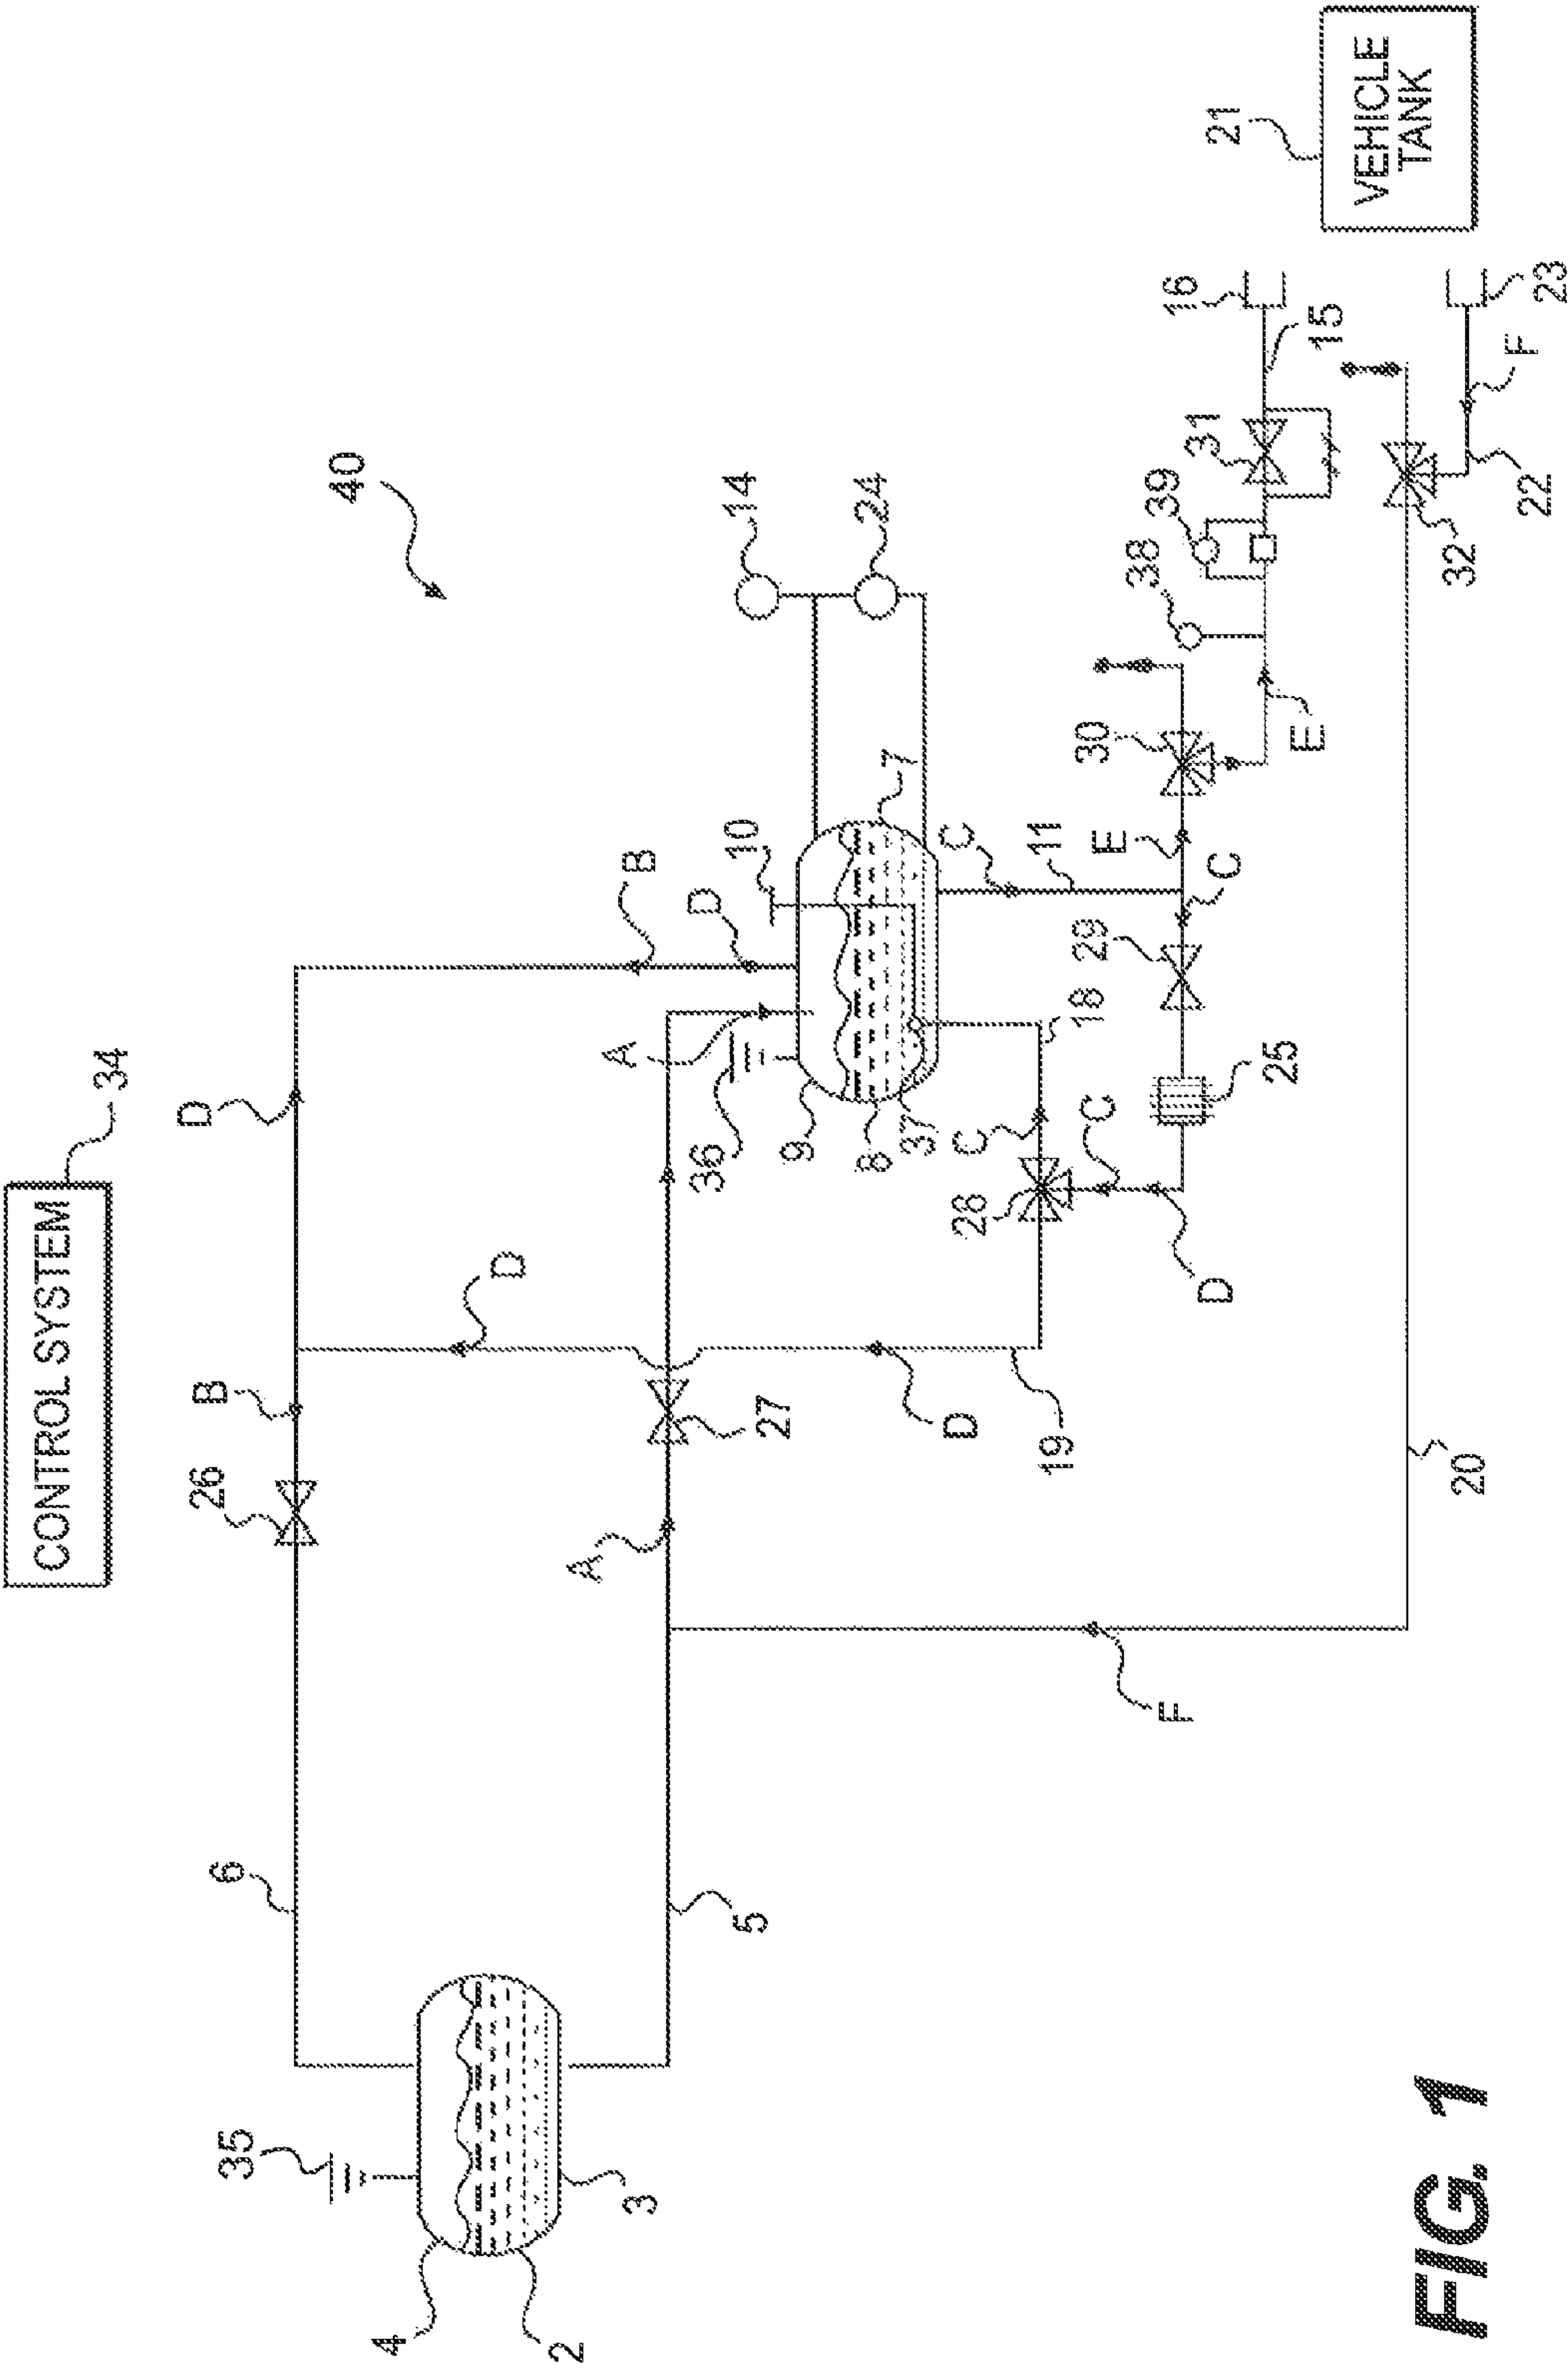 CONTROL SYSTEM
34
40
D
B
26
B
6
D
D
14
10
A
36
24
7
35
A
27
9
8
37
C
11
4
3
2
5
D
19
28
C
18
29
C
E
30
38
39
31
16
21
VEHICLE
TANK
C
D
25
E
15
F
20
32
22
F
23
FIG. 1